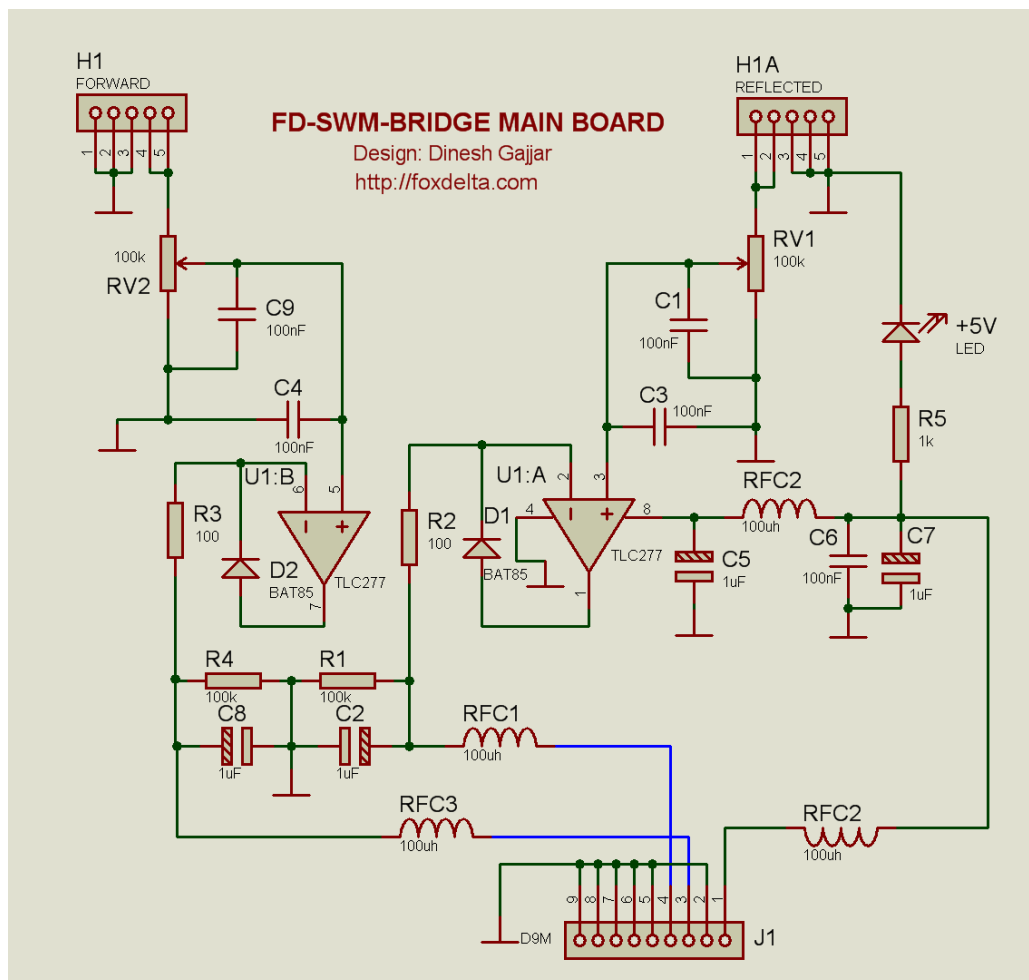 H1
FORWARD
1
2
3
4
5
FD-SWM-BRIDGE MAIN BOARD
Design: Dinesh Gajjar
http://foxdelta.com
H1A
REFLECTED
1
2
3
4
5
100k
RV2
C9
100nF
C4
100nF
RV1
100k
C1
100nF
C3
100nF
+5V
LED
R5
1k
U1:B
6
5
7
TLC277
R3
100
D2
BAT85
R2
100
U1:A
2
3
4
8
1
TLC277
D1
BAT85
RFC2
100uh
C5
1uF
C6
100nF
C7
1uF
R4
100k
R1
100k
C8
1uF
C2
1uF
RFC1
100uh
RFC3
100uh
RFC2
100uh
9
8
7
6
5
4
3
2
1
D9M
J1